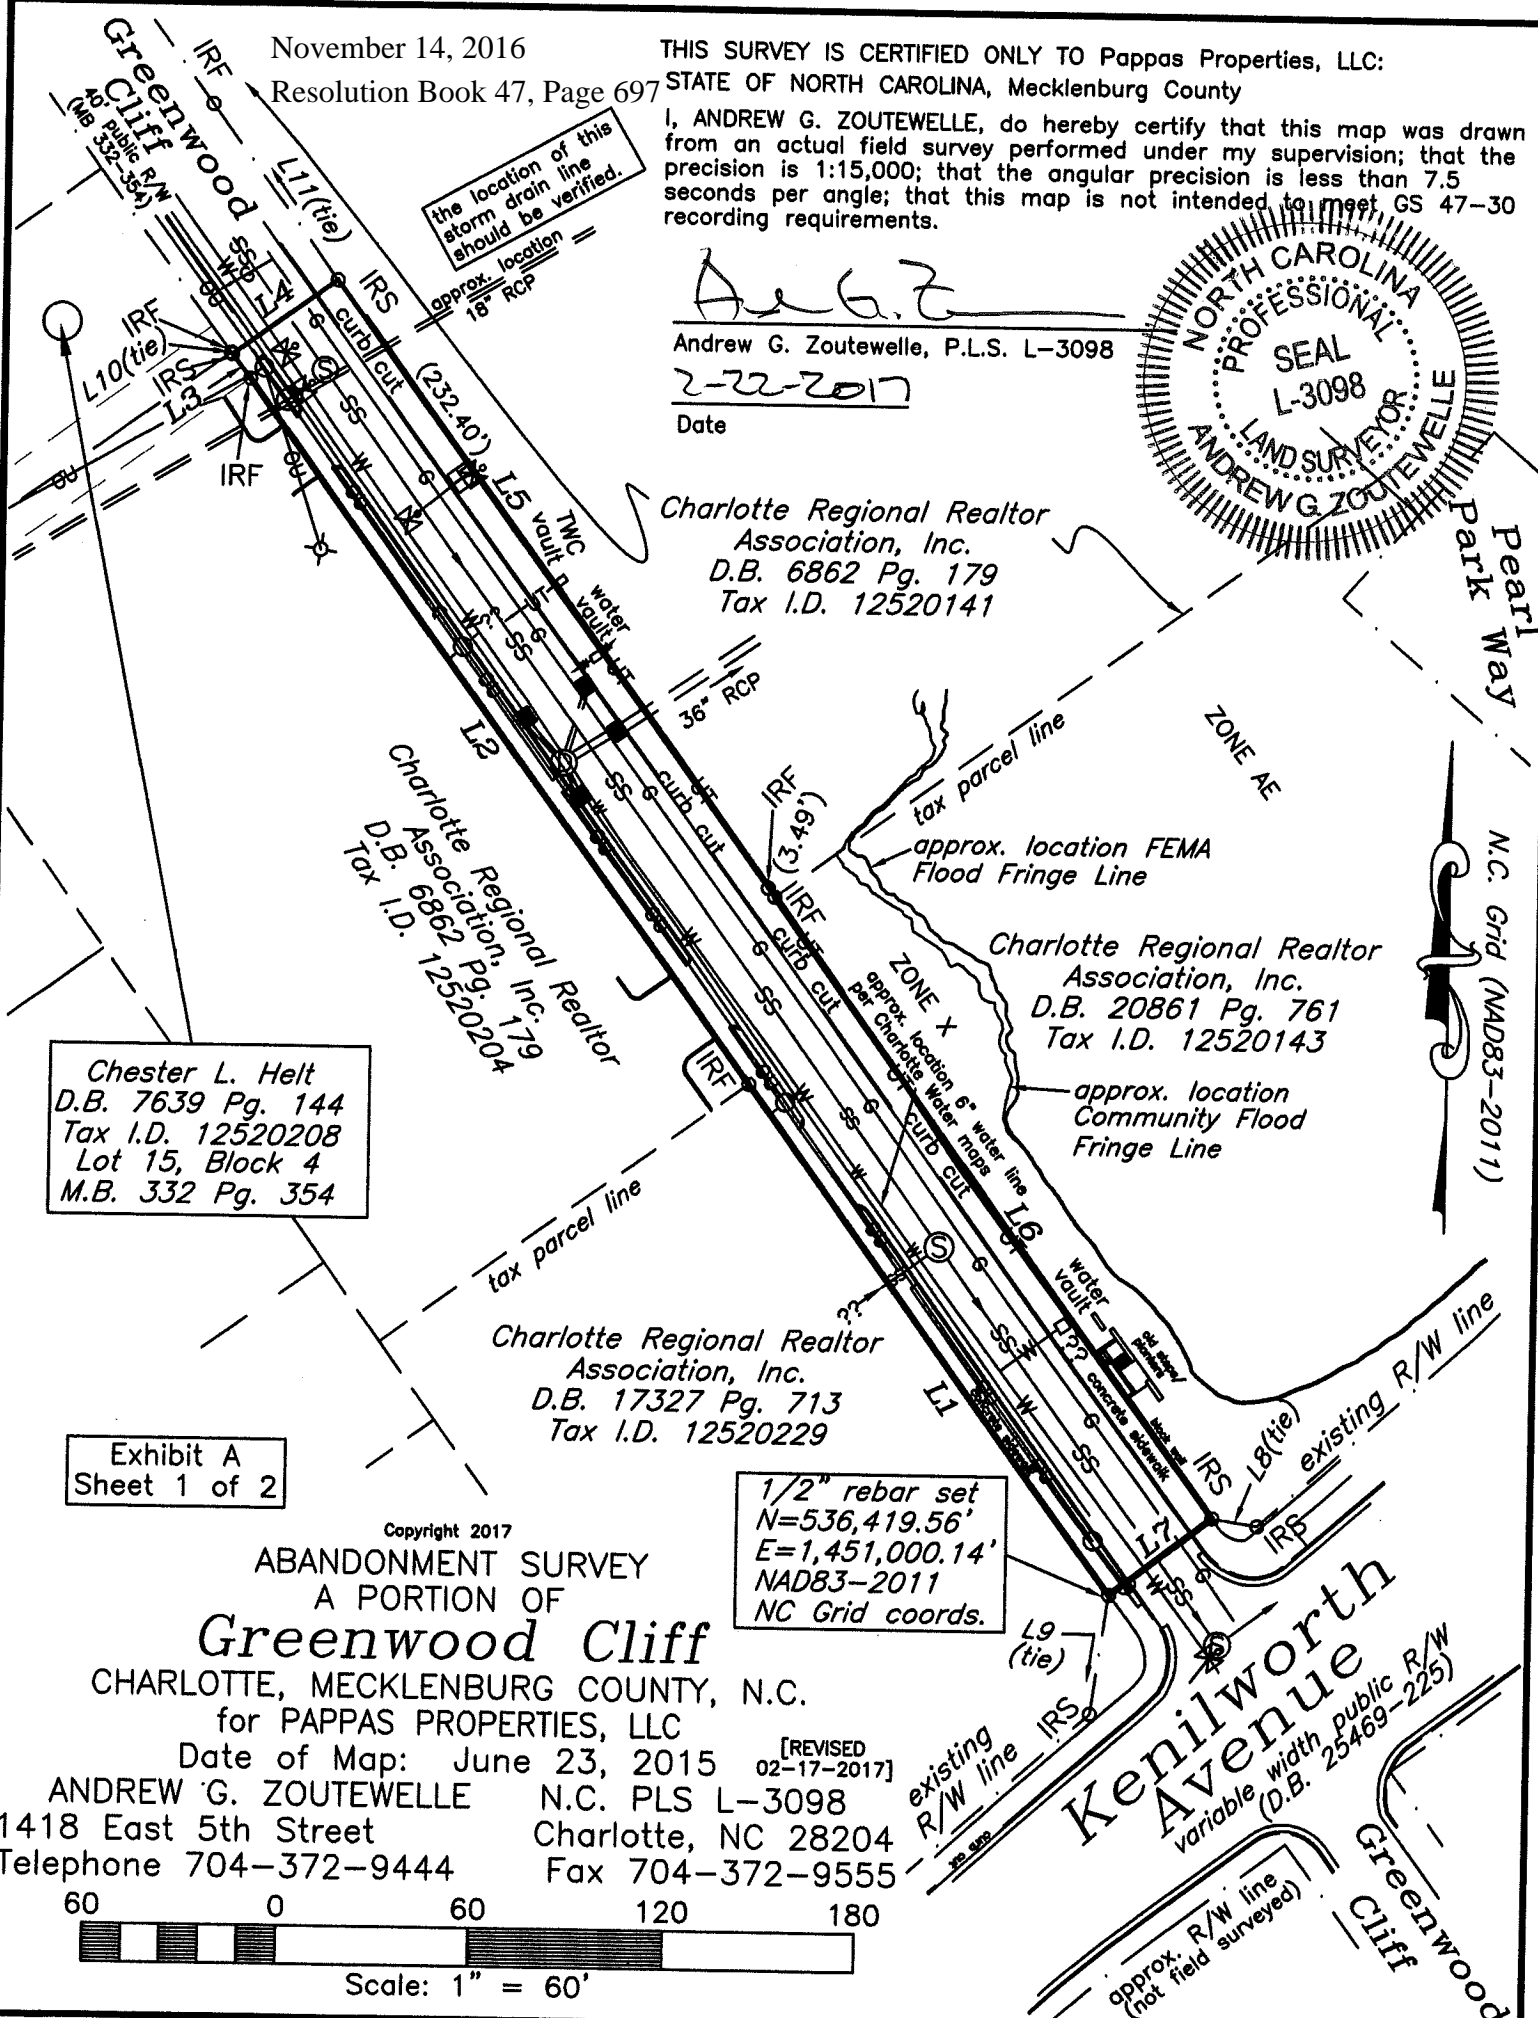 November 14, 2016
Resolution Book 47, Page 697
THIS SURVEY IS CERTIFIED ONLY TO Pappas Properties, LLC:
STATE OF NORTH CAROLINA, Mecklenburg County
I, ANDREW G. ZOUTEWELLE, do hereby certify that this map was drawn
from an actual field survey performed under my supervision; that the
precision is 1:15,000; that the angular precision is less than 7.5
seconds per angle; that this map is not intended to meet GS 47-30
recording requirements.
Andrew G. Zoutewelle, P.L.S. L-3098
2-22-2017
Date
NORTH CAROLINA
PROFESSIONAL
SEAL
L-3098
LAND SURVEYOR
ANDREW G. ZOUTEWELLE
Greenwood
Cliff
40' public R/W
(MB 332-354)
IRF
L11(tie)
the location of this
storm drain line
should be verified.
approx. location
18" RCP
IRS
L4
IRF
L10(tie)
IRS
L3
IRF
curb cut
(232.40')
L5
TWC
vault
water
vault
36" RCP
Charlotte Regional Realtor
Association, Inc.
D.B. 6862 Pg. 179
Tax I.D. 12520141
Pearl
Park Way
ZONE AE
tax parcel line
L2
Charlotte Regional Realtor
Association, Inc.
D.B. 6862 Pg. 179
Tax I.D. 12520204
curb cut
IRF
(3.49')
IRF
approx. location FEMA
Flood Fringe Line
N.C. Grid (NAD83-2011)
Charlotte Regional Realtor
Association, Inc.
D.B. 20861 Pg. 761
Tax I.D. 12520143
curb cut
ZONE X
approx. location 6" water line
per Charlotte Water maps
approx. location
Community Flood
Fringe Line
Chester L. Helt
D.B. 7639 Pg. 144
Tax I.D. 12520208
Lot 15, Block 4
M.B. 332 Pg. 354
IRF
curb cut
L6
tax parcel line
water
vault
old steps/
planters
??
??
concrete sidewalk
block wall
Charlotte Regional Realtor
Association, Inc.
D.B. 17327 Pg. 713
Tax I.D. 12520229
L1
IRS
L8(tie)
existing R/W line
IRS
Exhibit A
Sheet 1 of 2
1/2" rebar set
N=536,419.56'
E=1,451,000.14'
NAD83-2011
NC Grid coords.
L7
L9
(tie)
IRS
existing
R/W line
curb cut
Kenilworth
Avenue
variable width public R/W
(D.B. 25469-225)
Greenwood
Cliff
approx. R/W line
(not field surveyed)
Copyright 2017
ABANDONMENT SURVEY
A PORTION OF
Greenwood Cliff
CHARLOTTE, MECKLENBURG COUNTY, N.C.
for PAPPAS PROPERTIES, LLC
Date of Map: June 23, 2015 [REVISED
02-17-2017]
ANDREW G. ZOUTEWELLE N.C. PLS L-3098
1418 East 5th Street Charlotte, NC 28204
Telephone 704-372-9444 Fax 704-372-9555
60 0 60 120 180
Scale: 1" = 60'